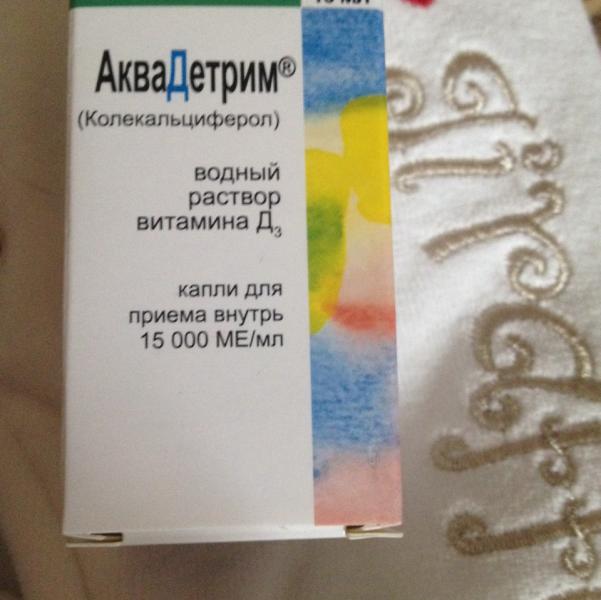 АкваДетрим®
(Колекальциферол)
водный
раствор
витамина Д₃
капли для
приема внутрь
15 000 МЕ/мл